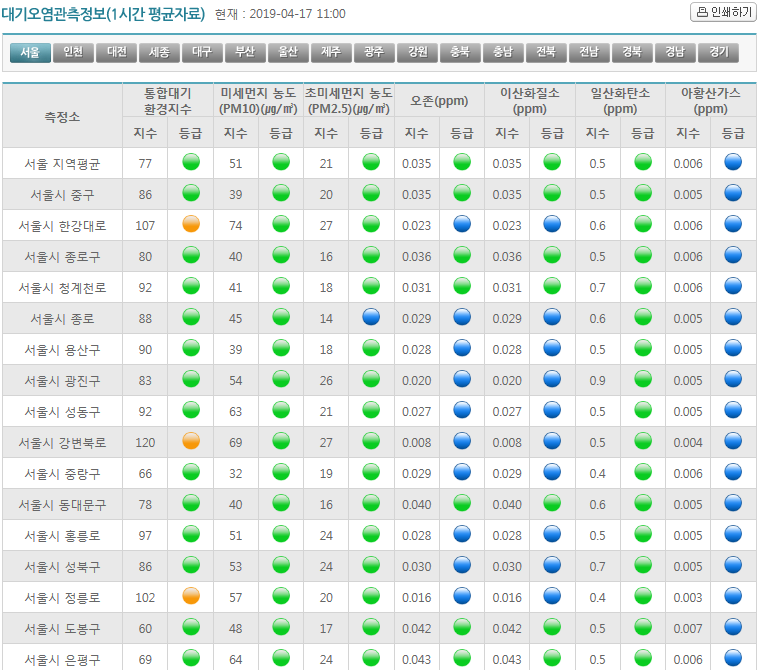 대기오염관측정보(1시간 평균자료) 현재 : 2019-04-17 11:00 인쇄하기
서울 인천 대전 세종 대구 부산 울산 제주 광주 강원 충북 충남 전북 전남 경북 경남 경기
측정소 통합대기 환경지수 미세먼지 농도 (PM10)(㎍/㎥) 초미세먼지 농도 (PM2.5)(㎍/㎥) 오존(ppm) 이산화질소 (ppm) 일산화탄소 (ppm) 아황산가스 (ppm)
지수 등급 지수 등급 지수 등급 지수 등급 지수 등급 지수 등급 지수 등급
서울 지역평균 77 51 21 0.035 0.035 0.5 0.006
서울시 중구 86 39 20 0.035 0.035 0.5 0.005
서울시 한강대로 107 74 27 0.023 0.023 0.6 0.006
서울시 종로구 80 40 16 0.036 0.036 0.5 0.006
서울시 청계천로 92 41 18 0.031 0.031 0.7 0.006
서울시 종로 88 45 14 0.029 0.029 0.6 0.005
서울시 용산구 90 39 18 0.028 0.028 0.5 0.005
서울시 광진구 83 54 26 0.020 0.020 0.9 0.005
서울시 성동구 92 63 21 0.027 0.027 0.5 0.005
서울시 강변북로 120 69 27 0.008 0.008 0.5 0.004
서울시 중랑구 66 32 19 0.029 0.029 0.4 0.006
서울시 동대문구 78 40 16 0.040 0.040 0.6 0.005
서울시 홍릉로 97 51 24 0.028 0.028 0.5 0.005
서울시 성북구 86 53 24 0.030 0.030 0.7 0.005
서울시 정릉로 102 57 20 0.016 0.016 0.4 0.003
서울시 도봉구 60 48 17 0.042 0.042 0.5 0.007
서울시 은평구 69 64 24 0.043 0.043 0.5 0.006